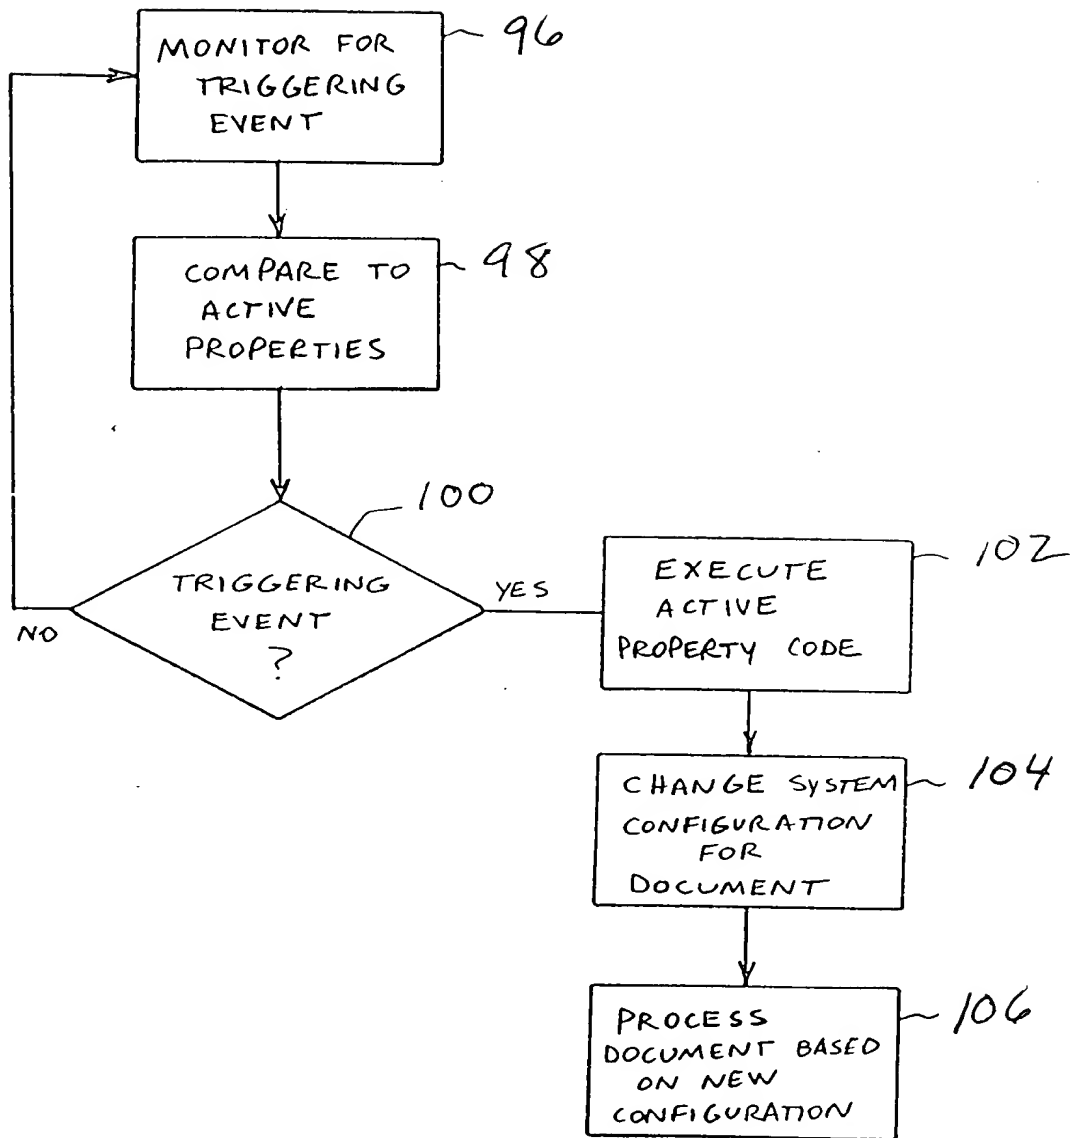 MONITOR FOR
TRIGGERING
EVENT
96
COMPARE TO
ACTIVE
PROPERTIES
98
100
TRIGGERING
EVENT
?
NO
YES
EXECUTE
ACTIVE
PROPERTY CODE
102
CHANGE SYSTEM
CONFIGURATION
FOR
DOCUMENT
104
PROCESS
DOCUMENT BASED
ON NEW
CONFIGURATION
106